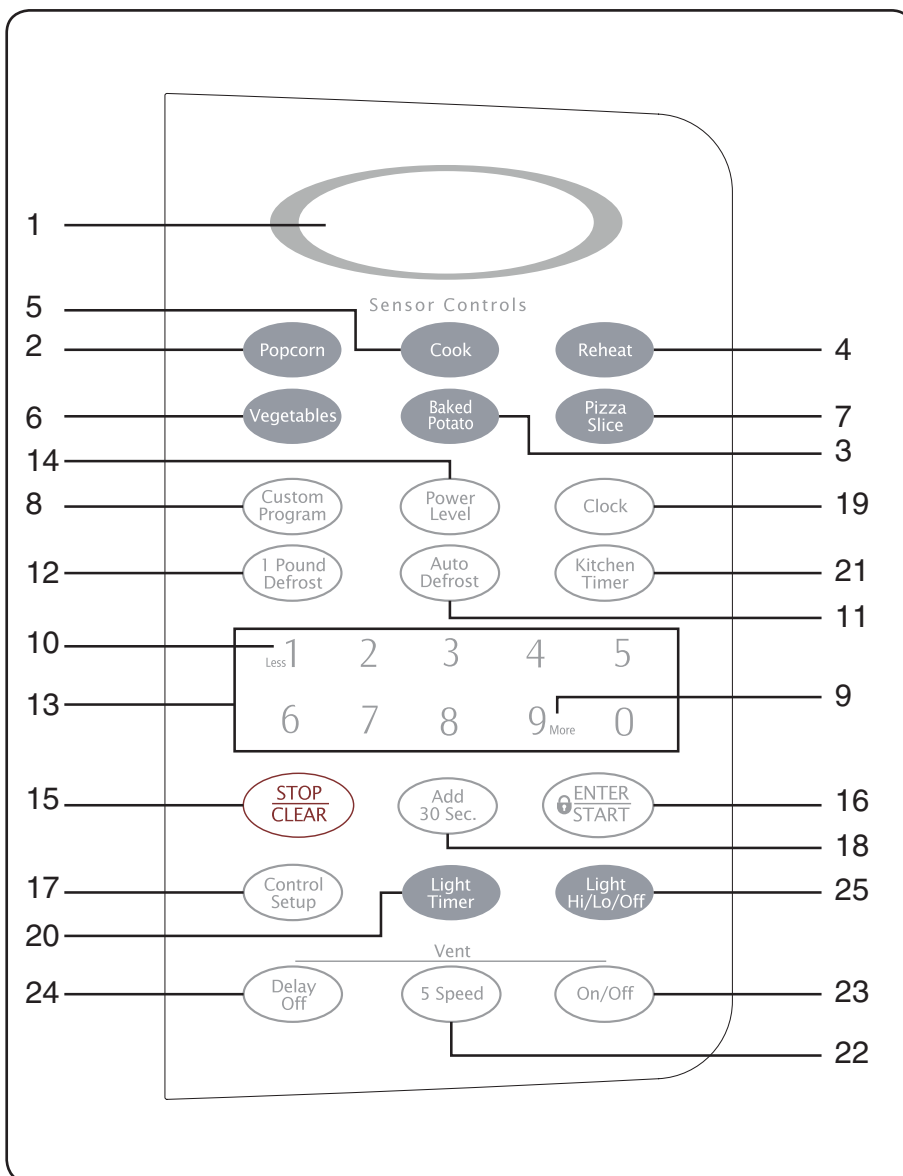 1
Sensor Controls
5
2
Popcorn
Cook
Reheat
4
6
Vegetables
Baked
Potato
Pizza
Slice
7
3
14
8
Custom
Program
Power
Level
Clock
19
12
1 Pound
Defrost
Auto
Defrost
Kitchen
Timer
21
11
10
Less 1 2 3 4 5
13
6 7 8 9 More 0
9
15
STOP
CLEAR
Add
30 Sec.
ENTER
START
16
18
17
Control
Setup
Light
Timer
Light
Hi/Lo/Off
25
20
Vent
24
Delay
Off
5 Speed
On/Off
23
22